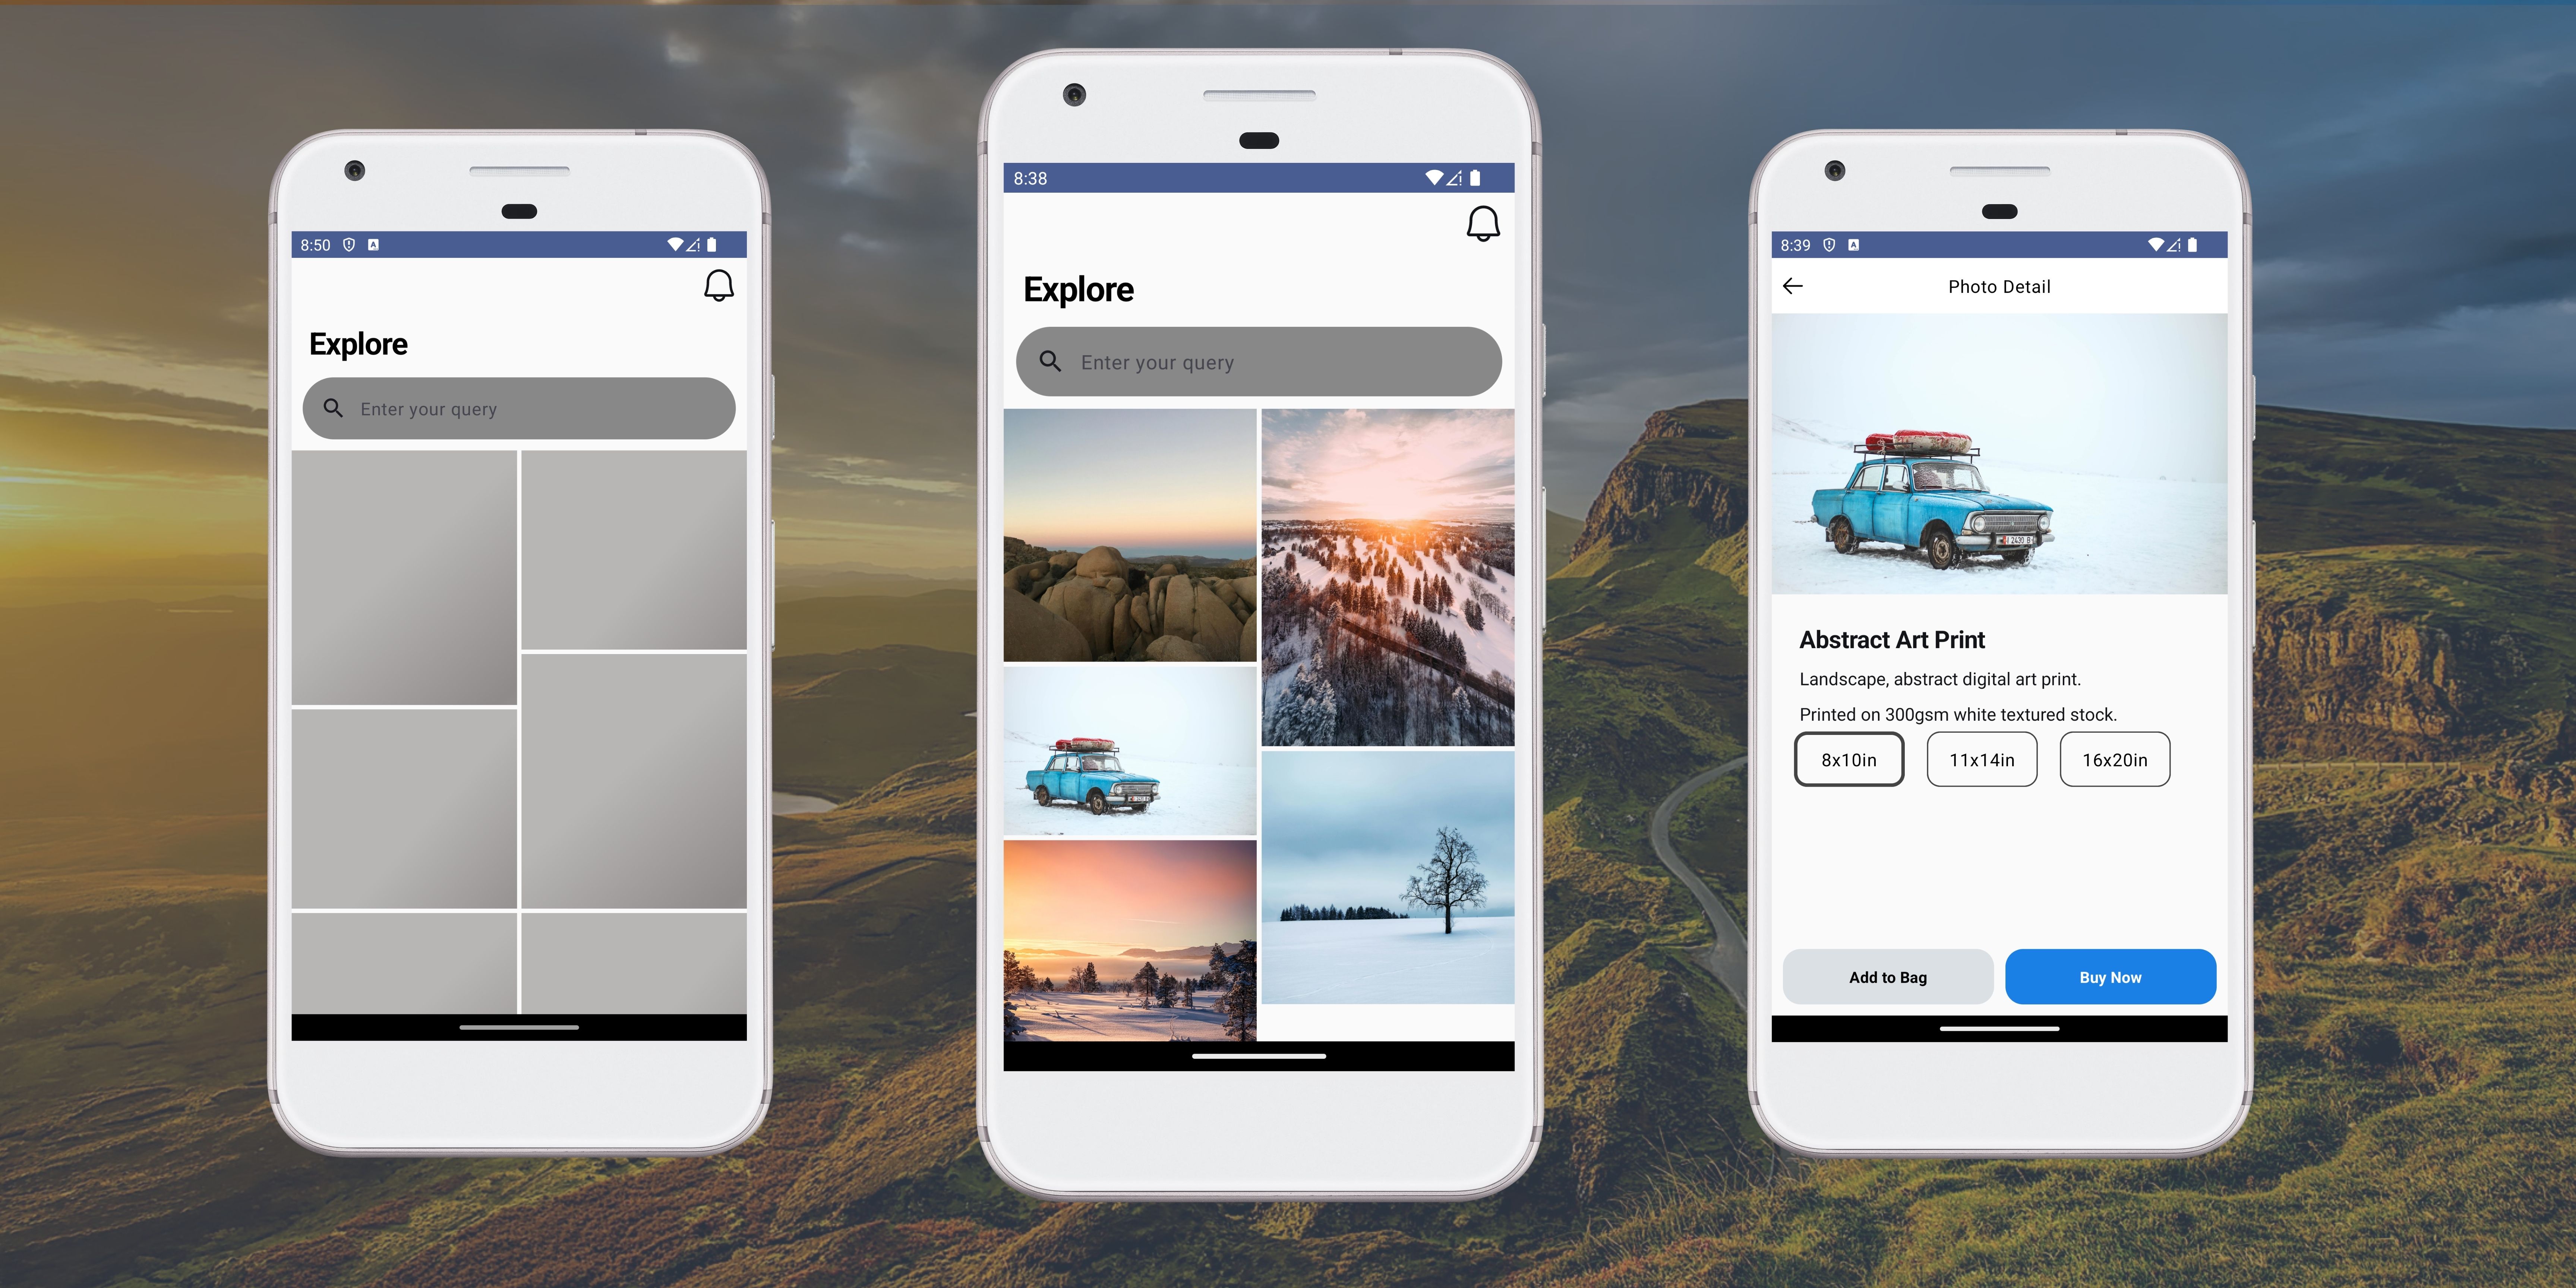 8:50
Explore
Enter your query
8:38
Explore
Enter your query
8:39
Photo Detail
Abstract Art Print
Landscape, abstract digital art print.
Printed on 300gsm white textured stock.
8x10in 11x14in 16x20in
Add to Bag Buy Now